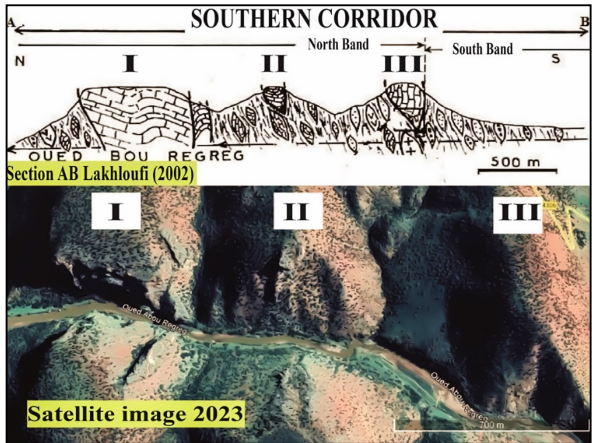 A SOUTHERN CORRIDOR B
North Band South Band
N I II III S
OUED BOU REGREG
500 m
Section AB Lakhloufi (2002)
I II III
Oued Abou Regreg
Oued Abou Regreg
Satellite image 2023
700 m